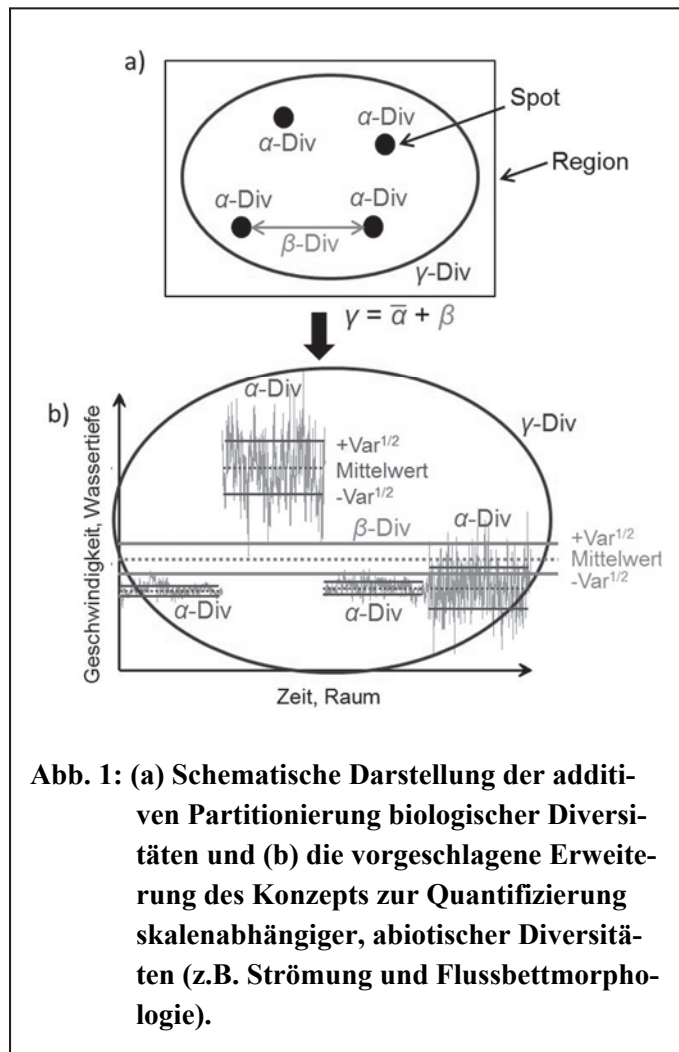 a)
α-Div
α-Div
Spot
Region
α-Div
α-Div
β-Div
γ-Div
γ = α̅ + β
b)
Geschwindigkeit, Wassertiefe
α-Div
γ-Div
+Var1/2
Mittelwert
-Var1/2
β-Div
α-Div
+Var1/2
Mittelwert
-Var1/2
α-Div
α-Div
Zeit, Raum
Abb. 1: (a) Schematische Darstellung der additi-
ven Partitionierung biologischer Diversi-
täten und (b) die vorgeschlagene Erweite-
rung des Konzepts zur Quantifizierung
skalenabhängiger, abiotischer Diversitä-
ten (z.B. Strömung und Flussbettmorpho-
logie).